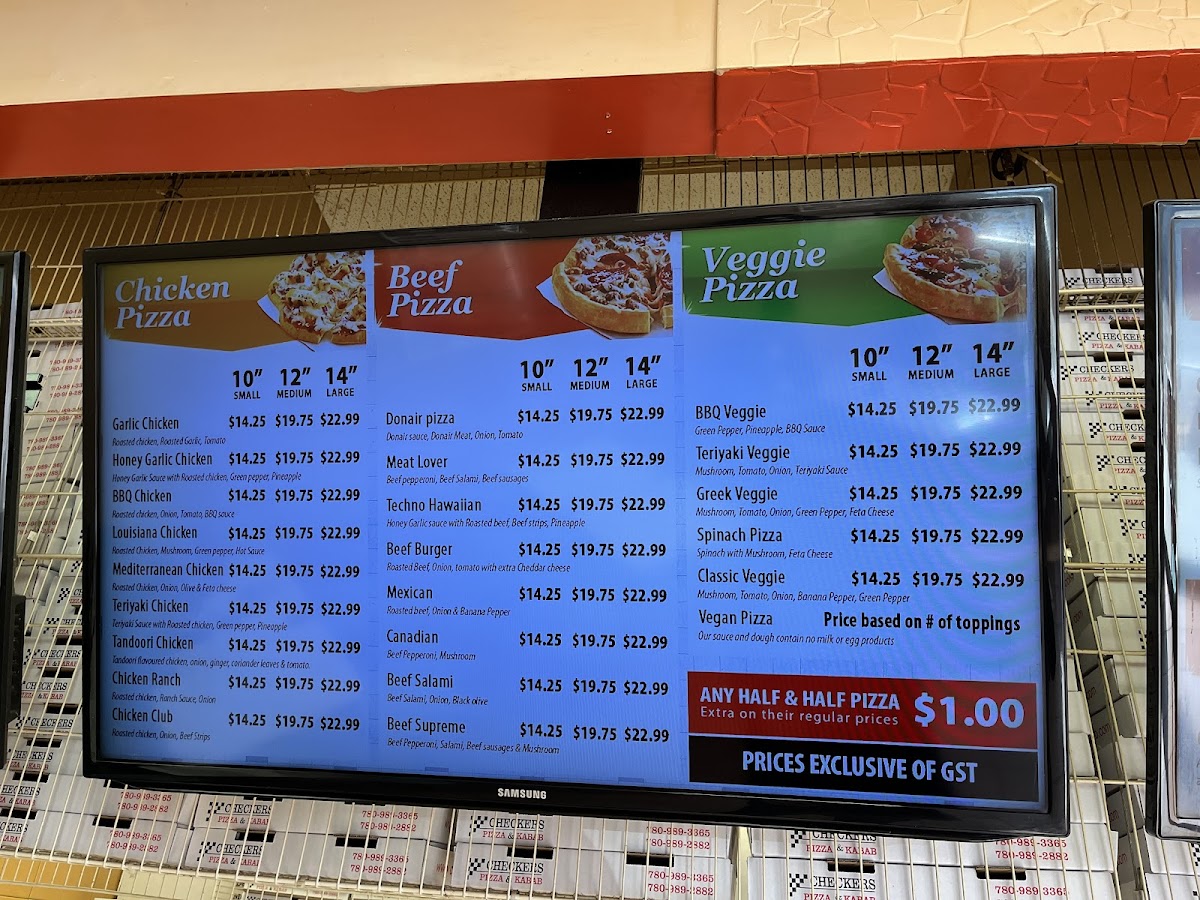 Chicken
Pizza
10" 12" 14"
SMALL MEDIUM LARGE
Garlic Chicken $14.25 $19.75 $22.99
Roasted chicken, Roasted Garlic, Tomato
Honey Garlic Chicken $14.25 $19.75 $22.99
Honey Garlic Sauce with Roasted chicken, Green pepper, Pineapple
BBQ Chicken $14.25 $19.75 $22.99
Roasted chicken, Onion, Tomato, BBQ sauce
Louisiana Chicken $14.25 $19.75 $22.99
Roasted Chicken, Mushroom, Green pepper, Hot Sauce
Mediterranean Chicken $14.25 $19.75 $22.99
Roasted Chicken, Onion, Olive & Feta cheese
Teriyaki Chicken $14.25 $19.75 $22.99
Teriyaki Sauce with Roasted chicken, Green pepper, Pineapple
Tandoori Chicken $14.25 $19.75 $22.99
Tandoori flavoured chicken, onion, ginger, coriander leaves & tomato.
Chicken Ranch $14.25 $19.75 $22.99
Roasted chicken, Ranch Sauce, Onion
Chicken Club $14.25 $19.75 $22.99
Roasted chicken, Onion, Beef Strips
Beef
Pizza
10" 12" 14"
SMALL MEDIUM LARGE
Donair pizza $14.25 $19.75 $22.99
Donair sauce, Donair Meat, Onion, Tomato
Meat Lover $14.25 $19.75 $22.99
Beef pepperoni, Beef Salami, Beef sausages
Techno Hawaiian $14.25 $19.75 $22.99
Honey Garlic sauce with Roasted beef, Beef strips, Pineapple
Beef Burger $14.25 $19.75 $22.99
Roasted Beef, Onion, tomato with extra Cheddar cheese
Mexican $14.25 $19.75 $22.99
Roasted beef, Onion & Banana Pepper
Canadian $14.25 $19.75 $22.99
Beef Pepperoni, Mushroom
Beef Salami $14.25 $19.75 $22.99
Beef Salami, Onion, Black olive
Beef Supreme $14.25 $19.75 $22.99
Beef Pepperoni, Salami, Beef sausages & Mushroom
Veggie
Pizza
10" 12" 14"
SMALL MEDIUM LARGE
BBQ Veggie $14.25 $19.75 $22.99
Green Pepper, Pineapple, BBQ Sauce
Teriyaki Veggie $14.25 $19.75 $22.99
Mushroom, Tomato, Onion, Teriyaki Sauce
Greek Veggie $14.25 $19.75 $22.99
Mushroom, Tomato, Onion, Green Pepper, Feta Cheese
Spinach Pizza $14.25 $19.75 $22.99
Spinach with Mushroom, Feta Cheese
Classic Veggie $14.25 $19.75 $22.99
Mushroom, Tomato, Onion, Banana Pepper, Green Pepper
Vegan Pizza Price based on # of toppings
Our sauce and dough contain no milk or egg products
ANY HALF & HALF PIZZA $1.00
Extra on their regular prices
PRICES EXCLUSIVE OF GST
SAMSUNG
CHECKERS
PIZZA & KABAB
780-989-3365
780-989-2882